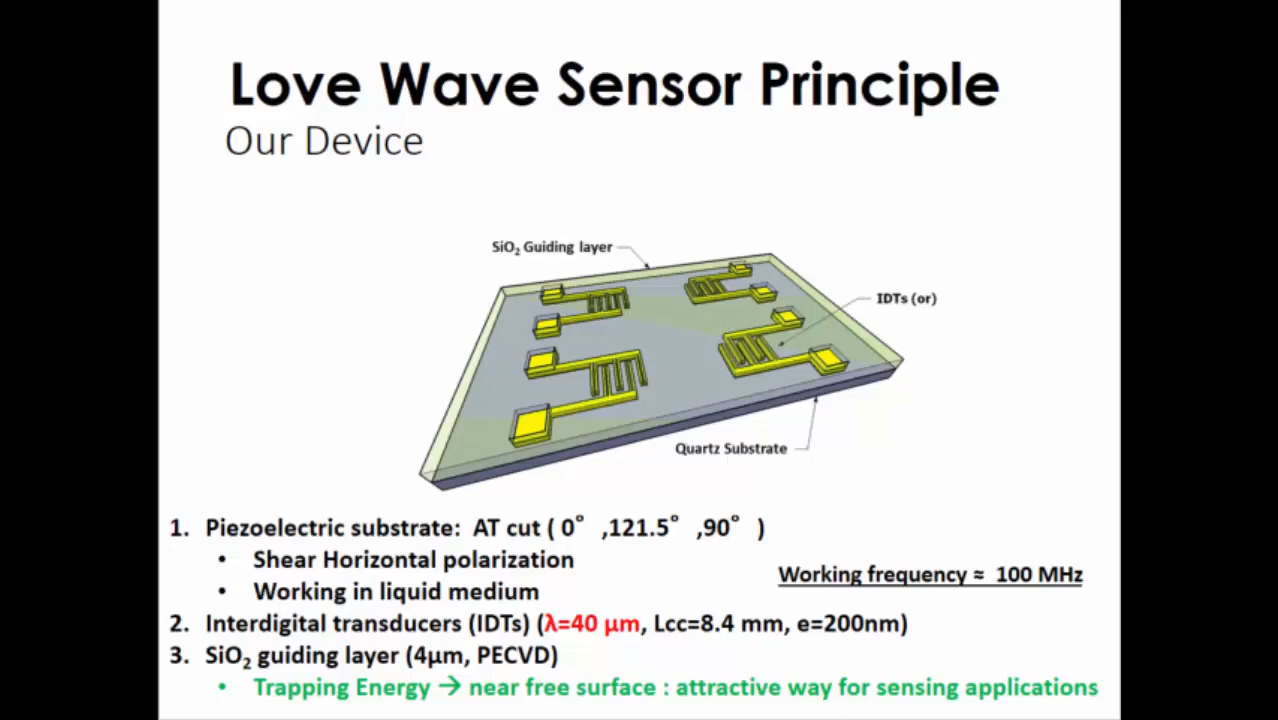 Love Wave Sensor Principle
Our Device
SiO₂ Guiding layer
IDTs (or)
Quartz Substrate
1. Piezoelectric substrate: AT cut ( 0° ,121.5° ,90° )
• Shear Horizontal polarization
• Working in liquid medium
Working frequency ≈ 100 MHz
2. Interdigital transducers (IDTs) (λ=40 µm, Lcc=8.4 mm, e=200nm)
3. SiO₂ guiding layer (4µm, PECVD)
• Trapping Energy → near free surface : attractive way for sensing applications